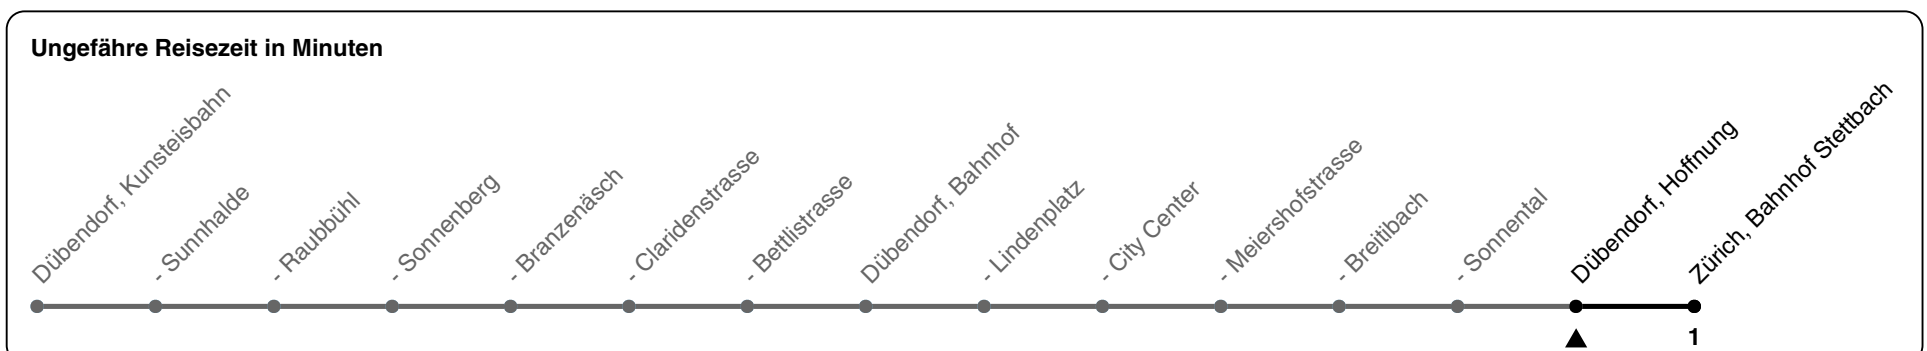 Ungefähre Reisezeit in Minuten
Dübendorf, Kunsteisbahn
- Sunnhalde
- Raubbühl
- Sonnenberg
- Branzenäsch
- Claridenstrasse
- Bettlistrasse
Dübendorf, Bahnhof
- Lindenplatz
- City Center
- Meiershofstrasse
- Breitibach
- Sonnental
Dübendorf, Hoffnung
Zürich, Bahnhof Stettbach
1